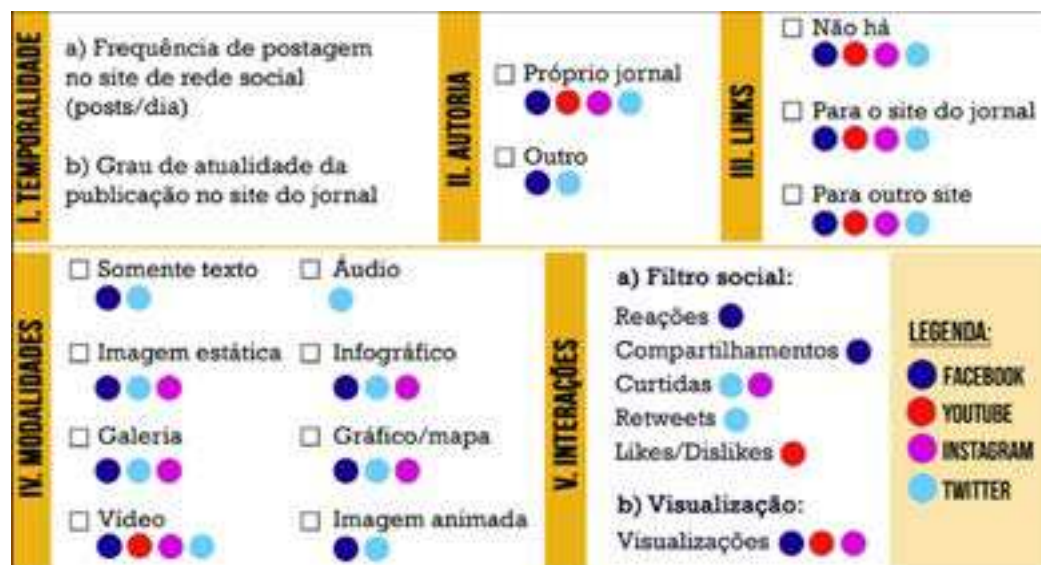 I. TEMPORALIDADE
a) Frequência de postagem
no site de rede social
(posts/dia)
b) Grau de atualidade da
publicação no site do jornal
II. AUTORIA
Próprio jornal
Outro
III. LINKS
Não há
Para o site do jornal
Para outro site
IV. MODALIDADES
Somente texto
Imagem estática
Galeria
Vídeo
Áudio
Infográfico
Gráfico/mapa
Imagem animada
V. INTERAÇÕES
a) Filtro social:
Reações
Compartilhamentos
Curtidas
Retweets
Likes/Dislikes
b) Visualização:
Visualizações
LEGENDA:
FACEBOOK
YOUTUBE
INSTAGRAM
TWITTER